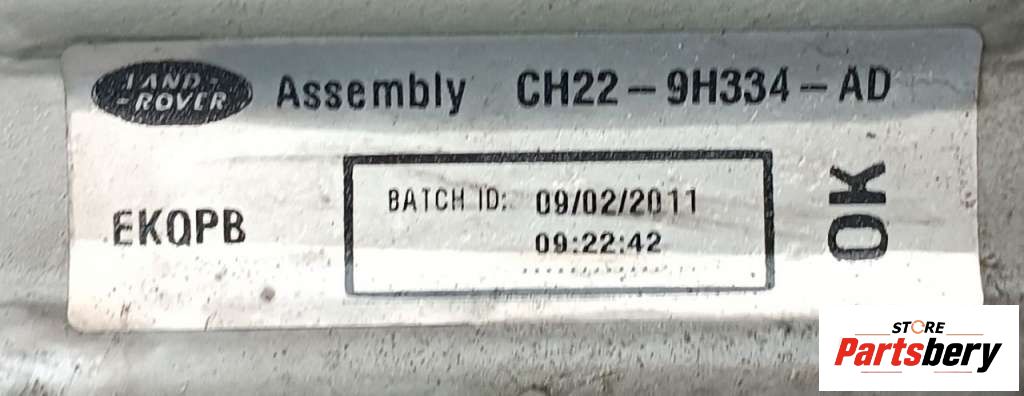 LAND-
-ROVER
Assembly CH22-9H334-AD
EKQPB
BATCH ID: 09/02/2011
09:22:42
OK
STORE
Partsbery